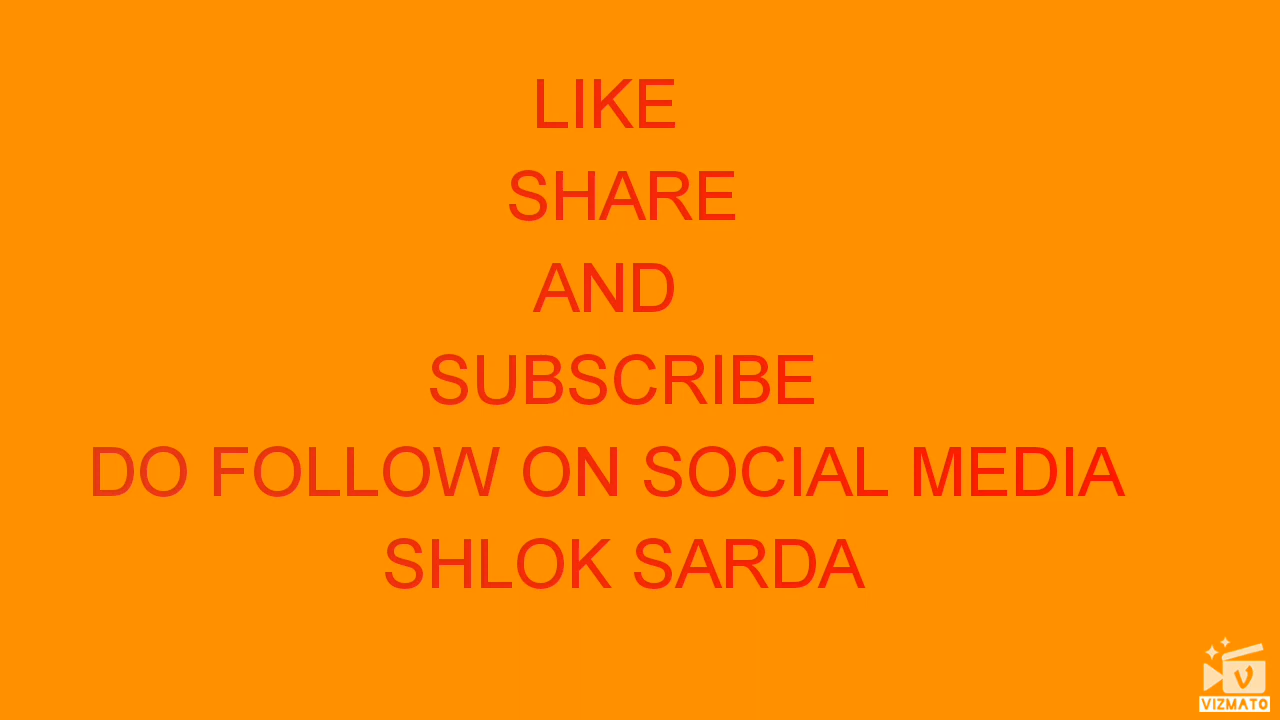 LIKE
SHARE
AND
SUBSCRIBE
DO FOLLOW ON SOCIAL MEDIA
SHLOK SARDA
V
VIZMATO